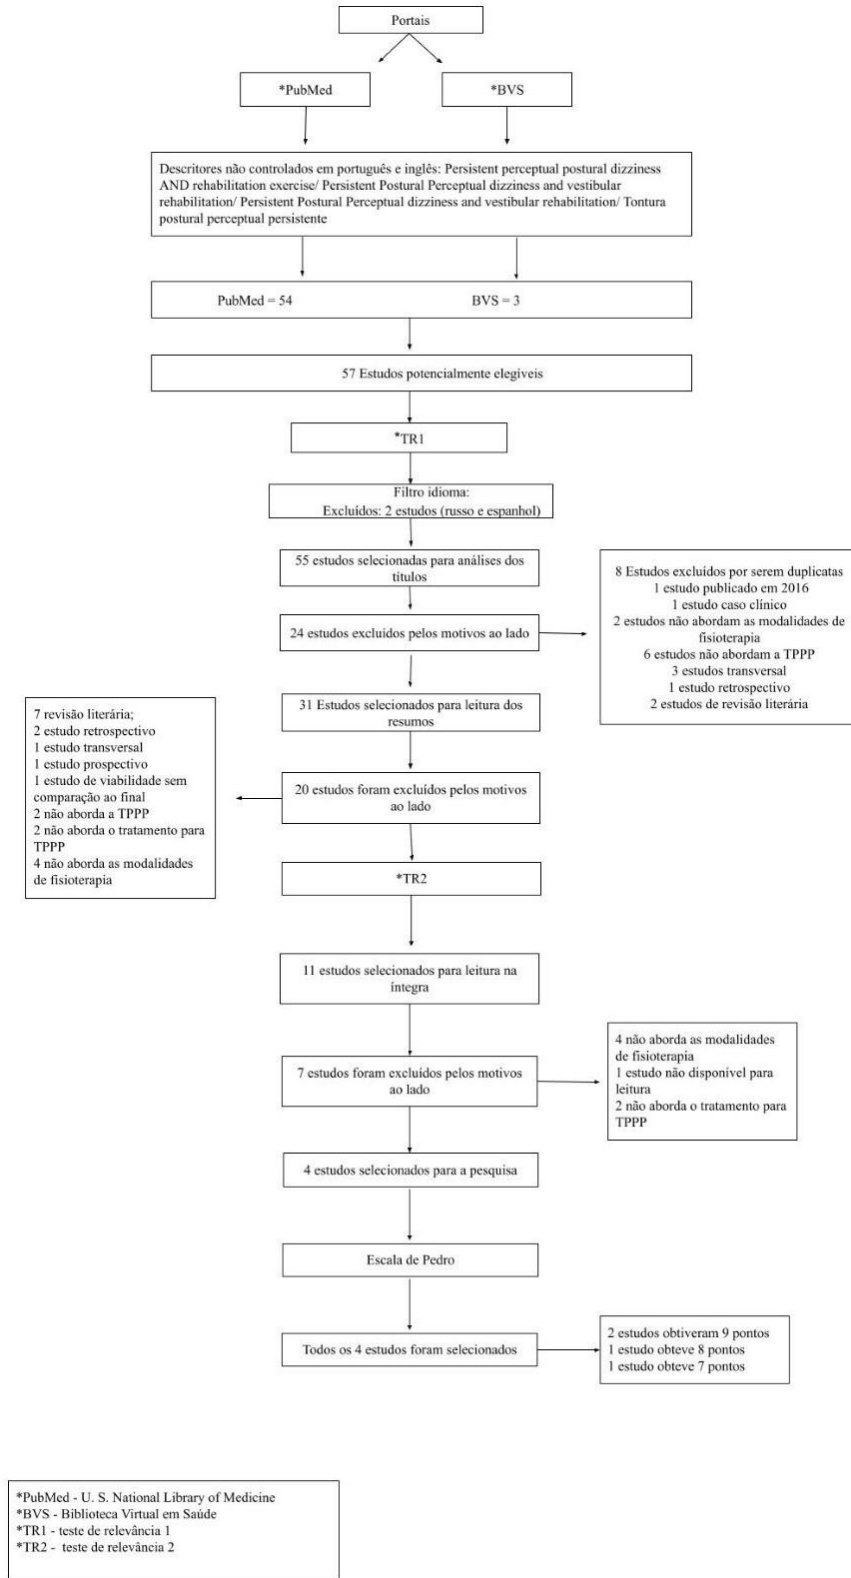 Portais
*PubMed
*BVS
Descritores não controlados em português e inglês: Persistent perceptual postural dizziness
AND rehabilitation exercise/ Persistent Postural Perceptual dizziness and vestibular
rehabilitation/ Persistent Postural Perceptual dizziness and vestibular rehabilitation/ Tontura
postural perceptual persistente
PubMed = 54 BVS = 3
57 Estudos potencialmente elegíveis
*TR1
Filtro idioma:
Excluídos: 2 estudos (russo e espanhol)
55 estudos selecionadas para análises dos
títulos
24 estudos excluídos pelos motivos ao lado
8 Estudos excluídos por serem duplicatas
1 estudo publicado em 2016
1 estudo caso clínico
2 estudos não abordam as modalidades de
fisioterapia
6 estudos não abordam a TPPP
3 estudos transversal
1 estudo retrospectivo
2 estudos de revisão literária
31 Estudos selecionados para leitura dos
resumos
20 estudos foram excluídos pelos motivos
ao lado
7 revisão literária;
2 estudo retrospectivo
1 estudo transversal
1 estudo prospectivo
1 estudo de viabilidade sem
comparação ao final
2 não aborda a TPPP
2 não aborda o tratamento para
TPPP
4 não aborda as modalidades
de fisioterapia
*TR2
11 estudos selecionados para leitura na
íntegra
7 estudos foram excluídos pelos motivos
ao lado
4 não aborda as modalidades
de fisioterapia
1 estudo não disponível para
leitura
2 não aborda o tratamento para
TPPP
4 estudos selecionados para a pesquisa
Escala de Pedro
Todos os 4 estudos foram selecionados
2 estudos obtiveram 9 pontos
1 estudo obteve 8 pontos
1 estudo obteve 7 pontos
*PubMed - U. S. National Library of Medicine
*BVS - Biblioteca Virtual em Saúde
*TR1 - teste de relevância 1
*TR2 - teste de relevância 2